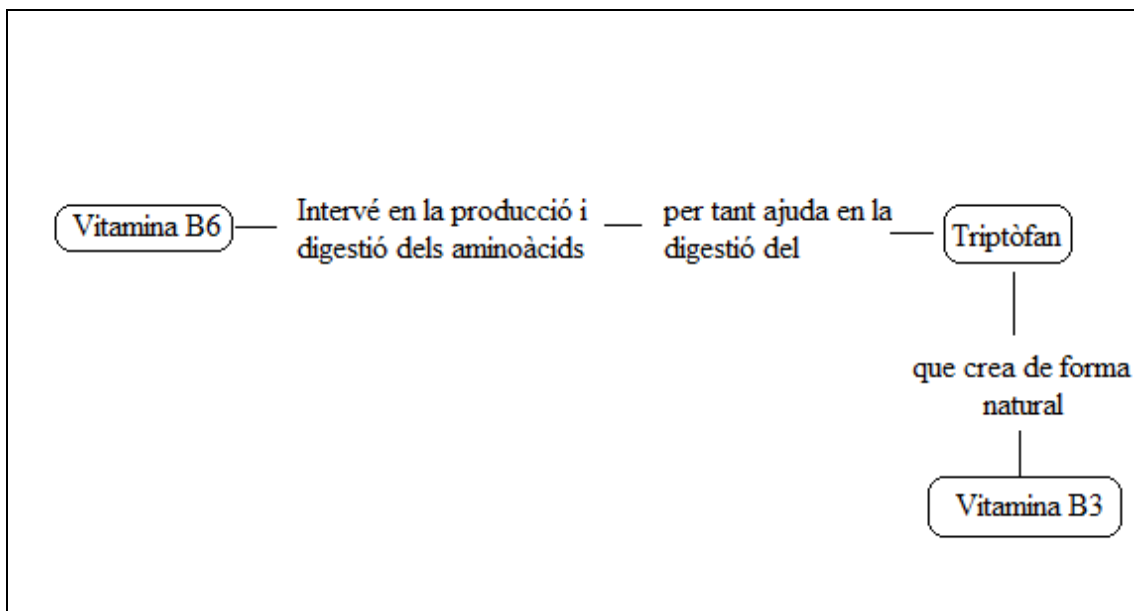 Vitamina B6
Intervé en la producció i
digestió dels aminoàcids
per tant ajuda en la
digestió del
Triptòfan
que crea de forma
natural
Vitamina B3